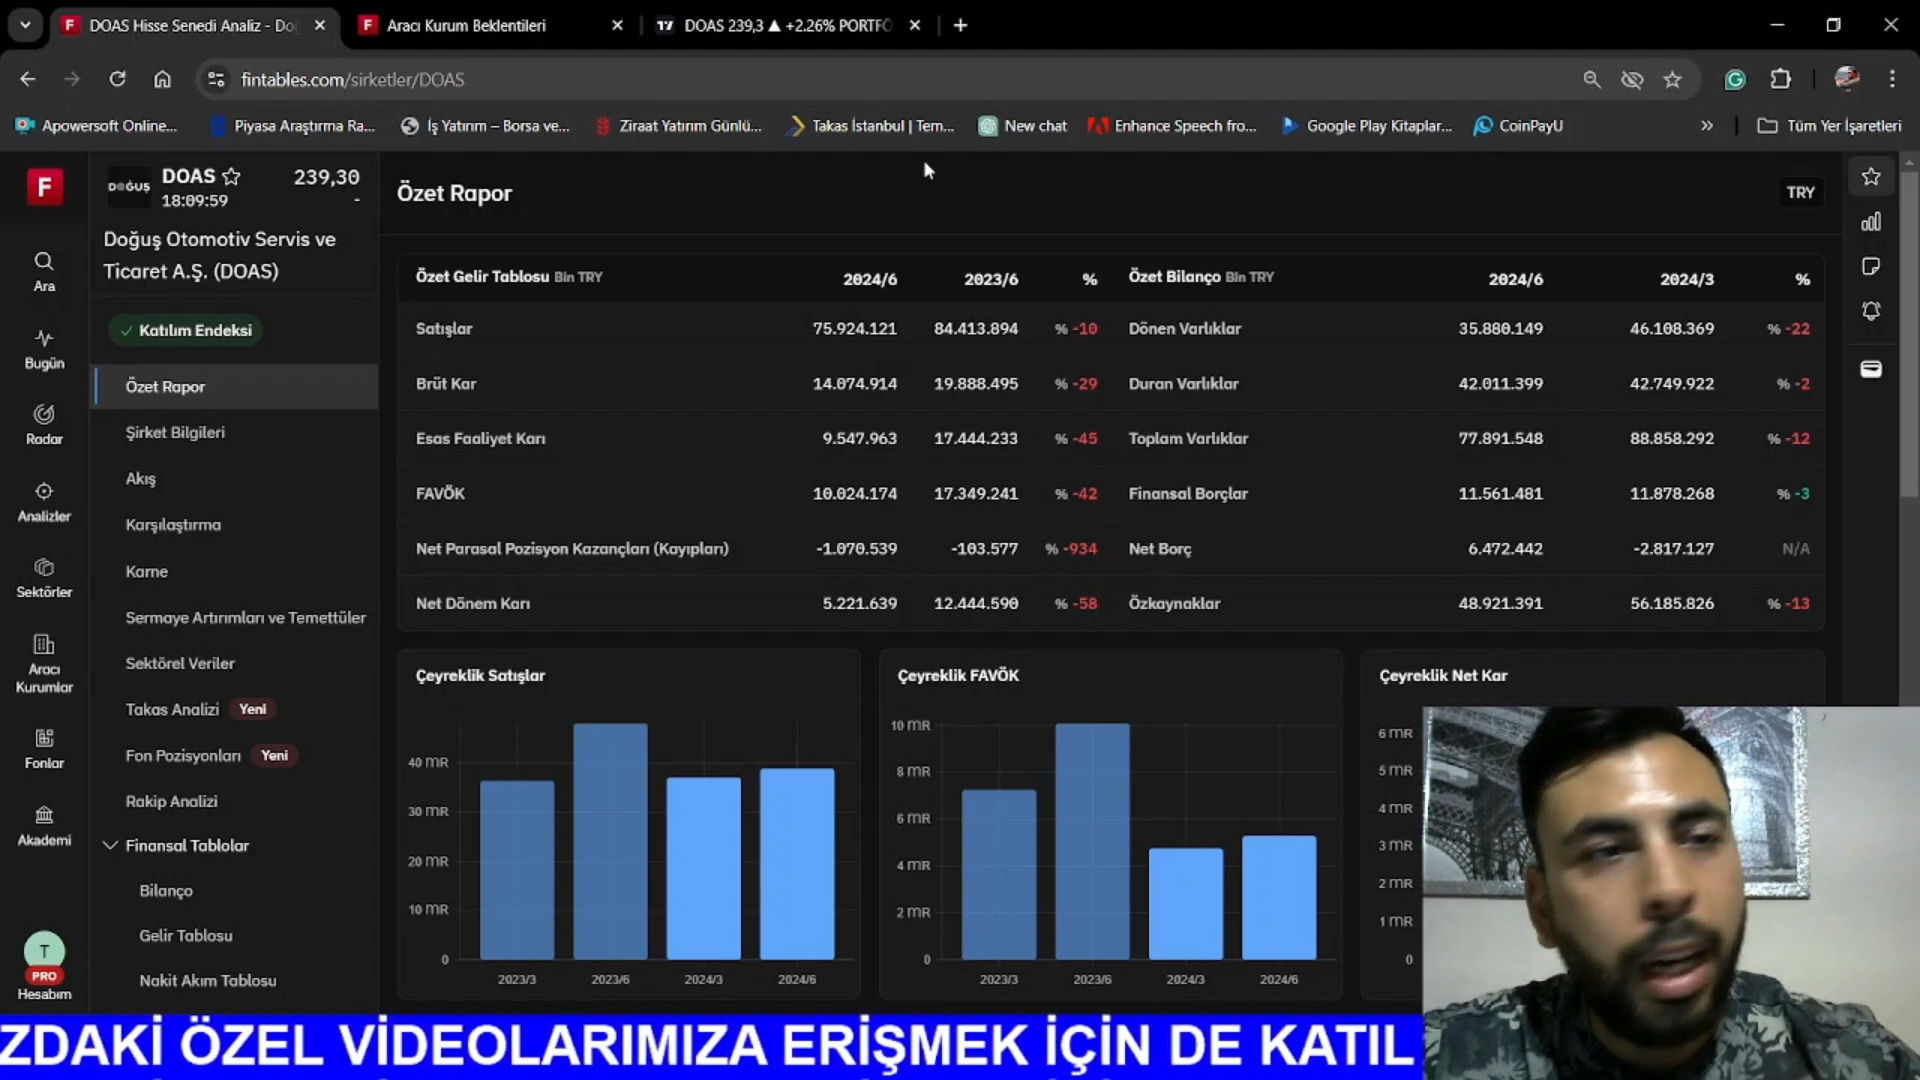 DOAS Hisse Senedi Analiz - Do
Aracı Kurum Beklentileri
DOAS 239,3 ▲ +2.26% PORTFÖ
fintables.com/sirketler/DOAS
Apowersoft Online...
Piyasa Araştırma Ra...
İş Yatırım – Borsa ve...
Ziraat Yatırım Günlü...
Takas İstanbul | Tem...
New chat
Enhance Speech fro...
Google Play Kitaplar...
CoinPayU
Tüm Yer İşaretleri
F
Ara
Bugün
Radar
Analizler
Sektörler
Aracı
Kurumlar
Fonlar
Akademi
T
PRO
Hesabım
DOĞUŞ
DOAS 239,30
18:09:59 -
Doğuş Otomotiv Servis ve
Ticaret A.Ş. (DOAS)
Katılım Endeksi
Özet Rapor
Şirket Bilgileri
Akış
Karşılaştırma
Karne
Sermaye Artırımları ve Temettüler
Sektörel Veriler
Takas Analizi Yeni
Fon Pozisyonları Yeni
Rakip Analizi
Finansal Tablolar
Bilanço
Gelir Tablosu
Nakit Akım Tablosu
Özet Rapor
TRY
Özet Gelir Tablosu Bin TRY 2024/6 2023/6 %
Satışlar 75.924.121 84.413.894 % -10
Brüt Kar 14.074.914 19.888.495 % -29
Esas Faaliyet Karı 9.547.963 17.444.233 % -45
FAVÖK 10.024.174 17.349.241 % -42
Net Parasal Pozisyon Kazançları (Kayıpları) -1.070.539 -103.577 % -934
Net Dönem Karı 5.221.639 12.444.590 % -58
Özet Bilanço Bin TRY 2024/6 2024/3 %
Dönen Varlıklar 35.880.149 46.108.369 % -22
Duran Varlıklar 42.011.399 42.749.922 % -2
Toplam Varlıklar 77.891.548 88.858.292 % -12
Finansal Borçlar 11.561.481 11.878.268 % -3
Net Borç 6.472.442 -2.817.127 N/A
Özkaynaklar 48.921.391 56.185.826 % -13
Çeyreklik Satışlar
40 mR
30 mR
20 mR
10 mR
0
2023/3 2023/6 2024/3 2024/6
Çeyreklik FAVÖK
10 mR
8 mR
6 mR
4 mR
2 mR
0
2023/3 2023/6 2024/3 2024/6
Çeyreklik Net Kar
6 mR
5 mR
4 mR
3 mR
2 mR
1 mR
0
ZDAKİ ÖZEL VİDEOLARIMIZA ERİŞMEK İÇİN DE KATIL